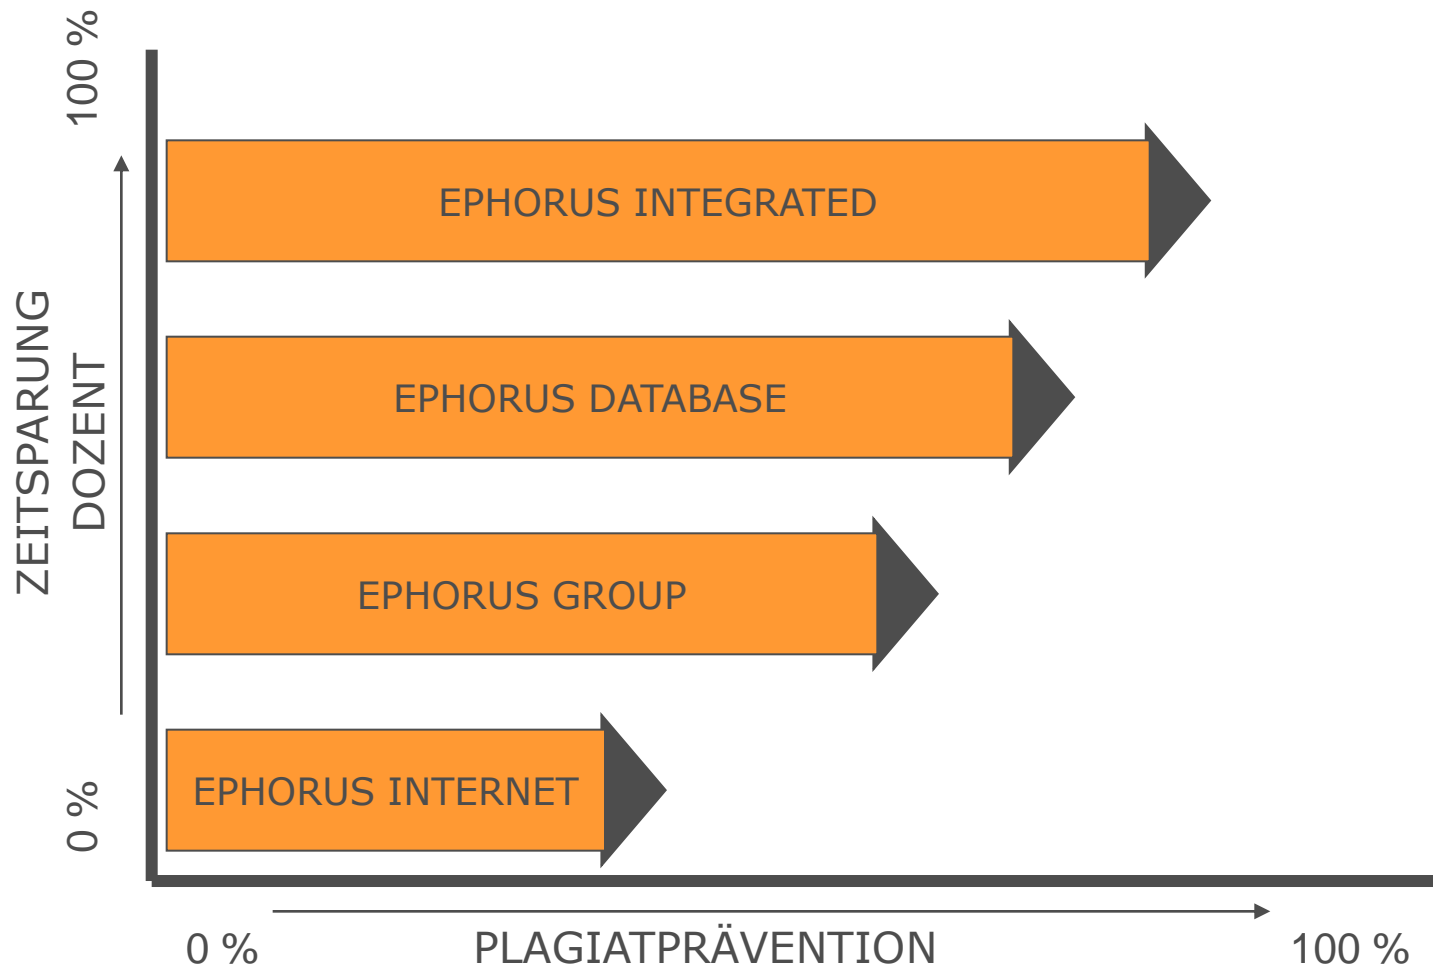 100 %
ZEITSPARUNG
DOZENT
0 %
EPHORUS INTEGRATED
EPHORUS DATABASE
EPHORUS GROUP
EPHORUS INTERNET
0 %
PLAGIATPRÄVENTION
100 %